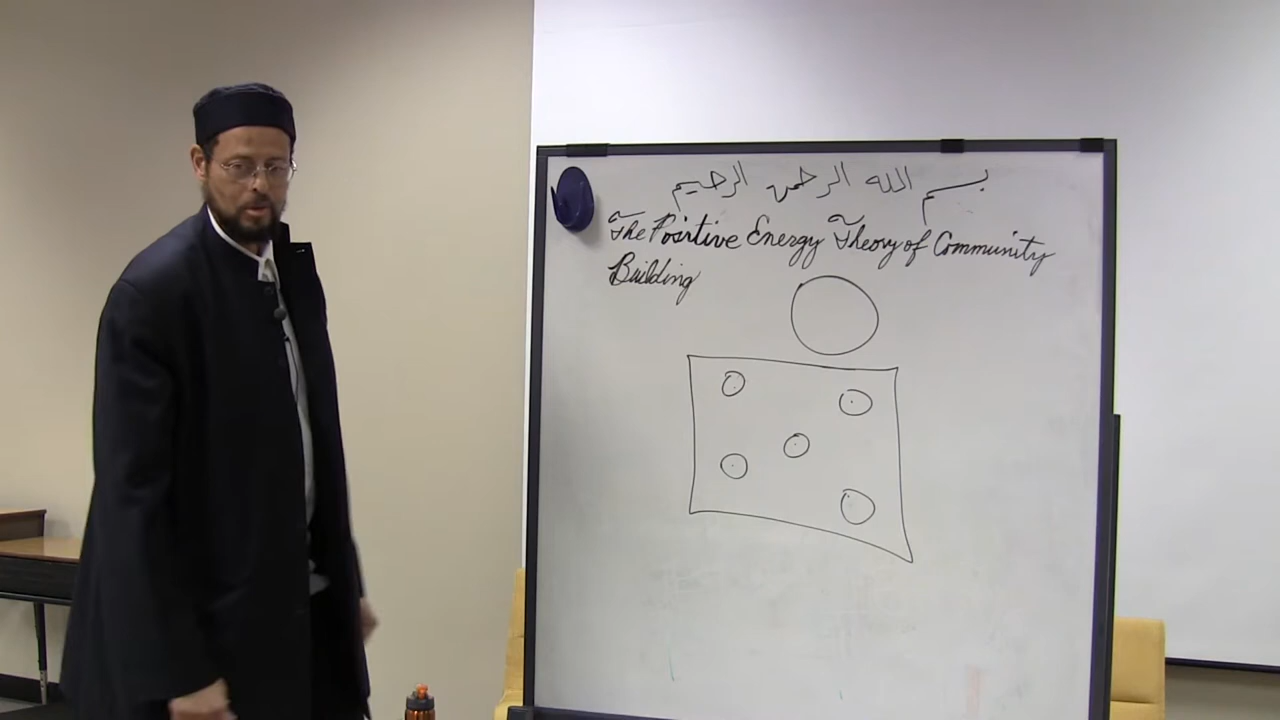 بسم الله الرحمن الرحيم
The Positive Energy Theory of Community
Building